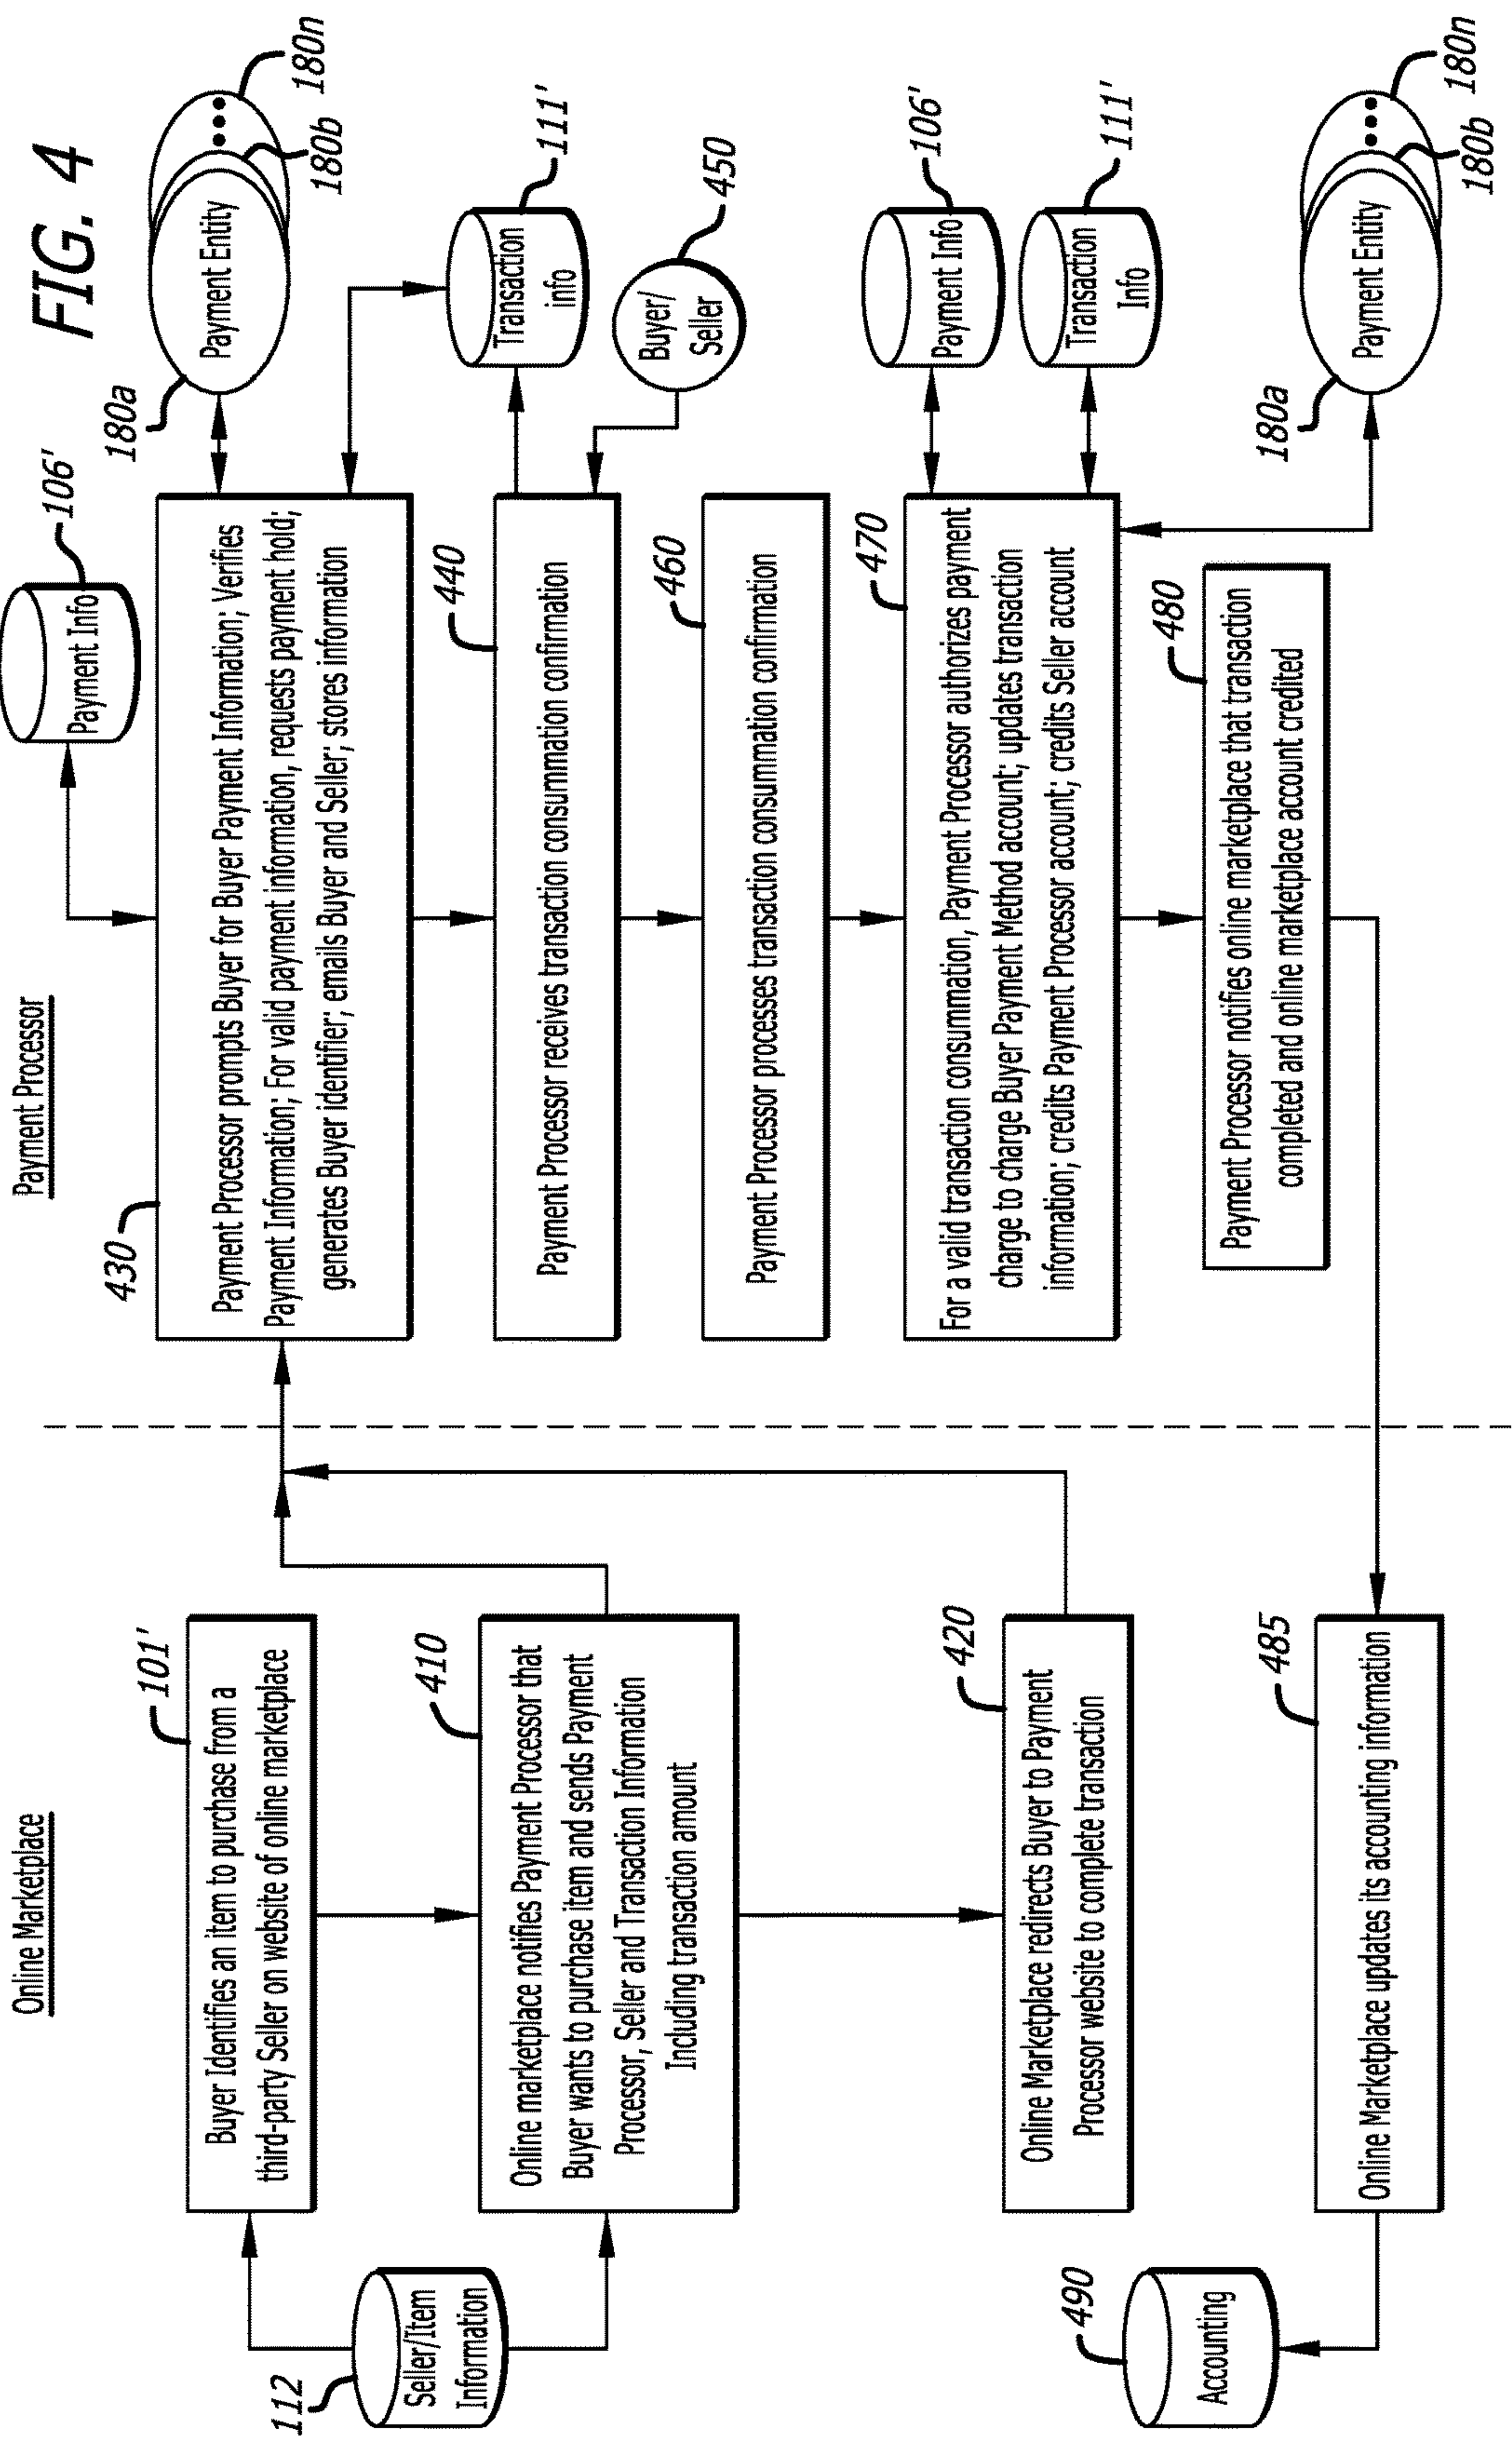 FIG. 4
Online Marketplace
Payment Processor
112
Seller/Item
Information
101'
Buyer Identifies an item to purchase from a
third-party Seller on website of online marketplace
410
Online marketplace notifies Payment Processor that
Buyer wants to purchase item and sends Payment
Processor, Seller and Transaction Information
Including transaction amount
420
Online Marketplace redirects Buyer to Payment
Processor website to complete transaction
485
Online Marketplace updates its accounting information
490
Accounting
106'
Payment Info
430
Payment Processor prompts Buyer for Buyer Payment Information; Verifies
Payment Information; For valid payment information, requests payment hold;
generates Buyer identifier; emails Buyer and Seller; stores information
180a
Payment Entity
180b
180n
440
Payment Processor receives transaction consummation confirmation
Transaction
info
111'
Buyer/
Seller
450
460
Payment Processor processes transaction consummation confirmation
470
For a valid transaction consummation, Payment Processor authorizes payment
charge to charge Buyer Payment Method account; updates transaction
information; credits Payment Processor account; credits Seller account
Payment Info
106'
Transaction
Info
111'
480
Payment Processor notifies online marketplace that transaction
completed and online marketplace account credited
180a
Payment Entity
180b
180n